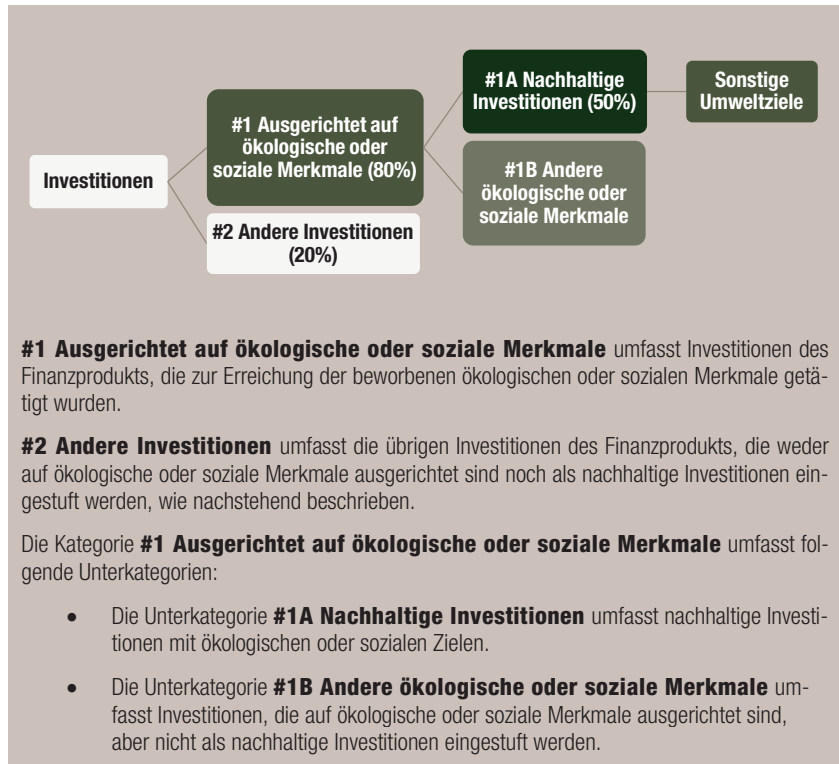 #1A Nachhaltige
Investitionen (50%)
Sonstige
Umweltziele
#1 Ausgerichtet auf
ökologische oder
soziale Merkmale (80%)
#1B Andere
ökologische oder
soziale Merkmale
Investitionen
#2 Andere Investitionen
(20%)
#1 Ausgerichtet auf ökologische oder soziale Merkmale umfasst Investitionen des
Finanzprodukts, die zur Erreichung der beworbenen ökologischen oder sozialen Merkmale getä-
tigt wurden.
#2 Andere Investitionen umfasst die übrigen Investitionen des Finanzprodukts, die weder
auf ökologische oder soziale Merkmale ausgerichtet sind noch als nachhaltige Investitionen ein-
gestuft werden, wie nachstehend beschrieben.
Die Kategorie #1 Ausgerichtet auf ökologische oder soziale Merkmale umfasst fol-
gende Unterkategorien:
• Die Unterkategorie #1A Nachhaltige Investitionen umfasst nachhaltige Investi-
tionen mit ökologischen oder sozialen Zielen.
• Die Unterkategorie #1B Andere ökologische oder soziale Merkmale um-
fasst Investitionen, die auf ökologische oder soziale Merkmale ausgerichtet sind,
aber nicht als nachhaltige Investitionen eingestuft werden.